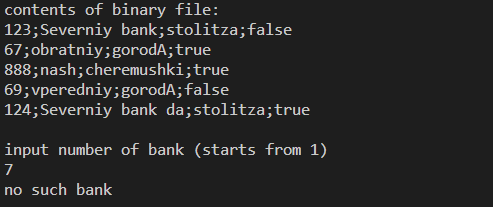 contents of binary file:
123;Severniy bank;stolitza;false
67;obratniy;gorodA;true
888;nash;cheremushki;true
69;vperedniy;gorodA;false
124;Severniy bank da;stolitza;true
input number of bank (starts from 1)
7
no such bank